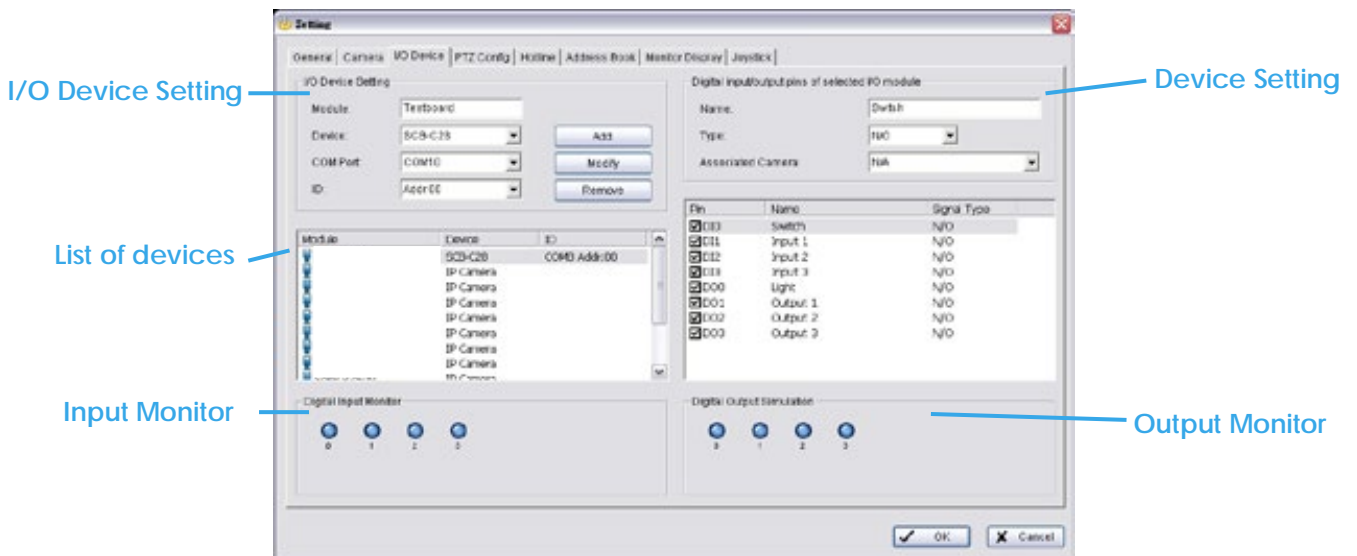 Setting
General Camera I/O Device PTZ Config Hotline Address Book Monitor Display Joystick
I/O Device Setting
I/O Device Setting
Module:
Testboard
Device:
SCB-C28
Add
COM Port:
COM10
Modify
ID:
Addr:00
Remove
Digital input/output pins of selected I/O module
Device Setting
Name:
Switch
Type:
N/O
Associated Camera
N/A
List of devices
Module Device ID
SCB-C28 COM3 Addr:00
IP Camera
IP Camera
IP Camera
IP Camera
IP Camera
IP Camera
IP Camera
IP Camera
Pin Name Signal Type
DI0 Switch N/O
DI1 Input 1 N/O
DI2 Input 2 N/O
DI3 Input 3 N/O
DO0 Light N/O
DO1 Output 1 N/O
DO2 Output 2 N/O
DO3 Output 3 N/O
Input Monitor
Digital Input Monitor
0 1 2 3
Digital Output Simulation
0 1 2 3
Output Monitor
OK Cancel